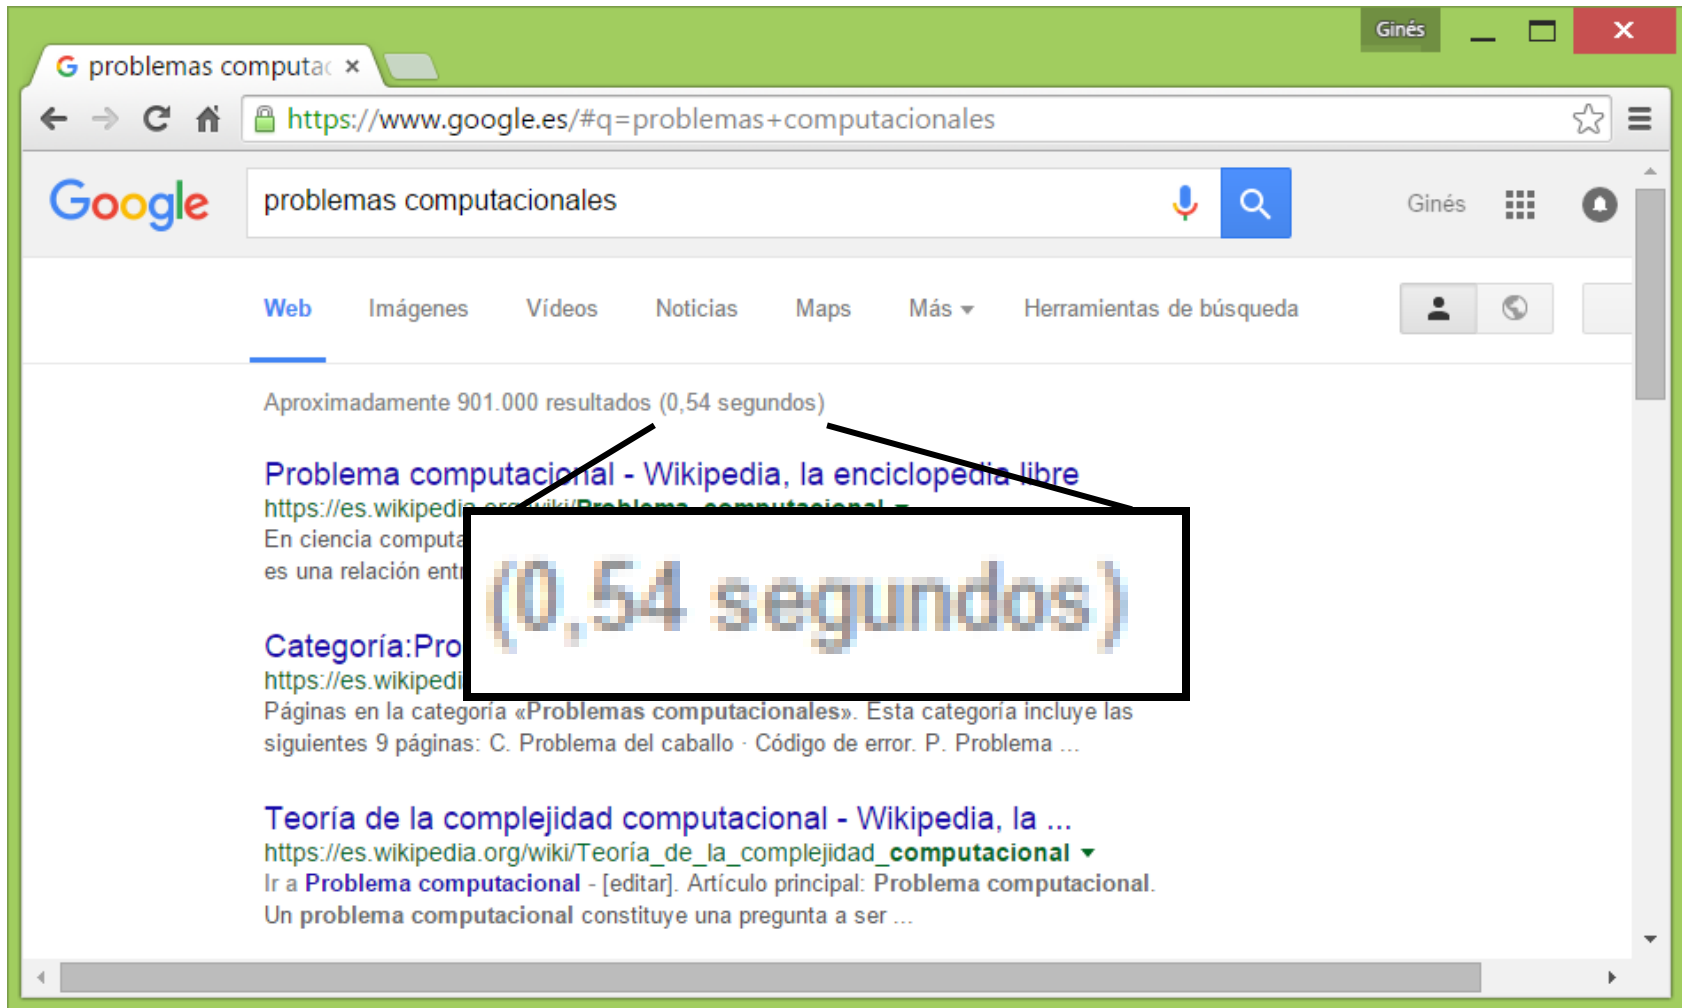 Ginés
problemas computac
https://www.google.es/#q=problemas+computacionales
Google
problemas computacionales
Ginés
Web Imágenes Vídeos Noticias Maps Más Herramientas de búsqueda
Aproximadamente 901.000 resultados (0,54 segundos)
Problema computacional - Wikipedia, la enciclopedia libre
https://es.wikipedia.org/wiki/Problema_computacional
En ciencia computa
es una relación entr
(0,54 segundos)
Categoría:Pro
https://es.wikipedi
Páginas en la categoría «Problemas computacionales». Esta categoría incluye las
siguientes 9 páginas: C. Problema del caballo · Código de error. P. Problema ...
Teoría de la complejidad computacional - Wikipedia, la ...
https://es.wikipedia.org/wiki/Teoría_de_la_complejidad_computacional
Ir a Problema computacional - [editar]. Artículo principal: Problema computacional.
Un problema computacional constituye una pregunta a ser ...